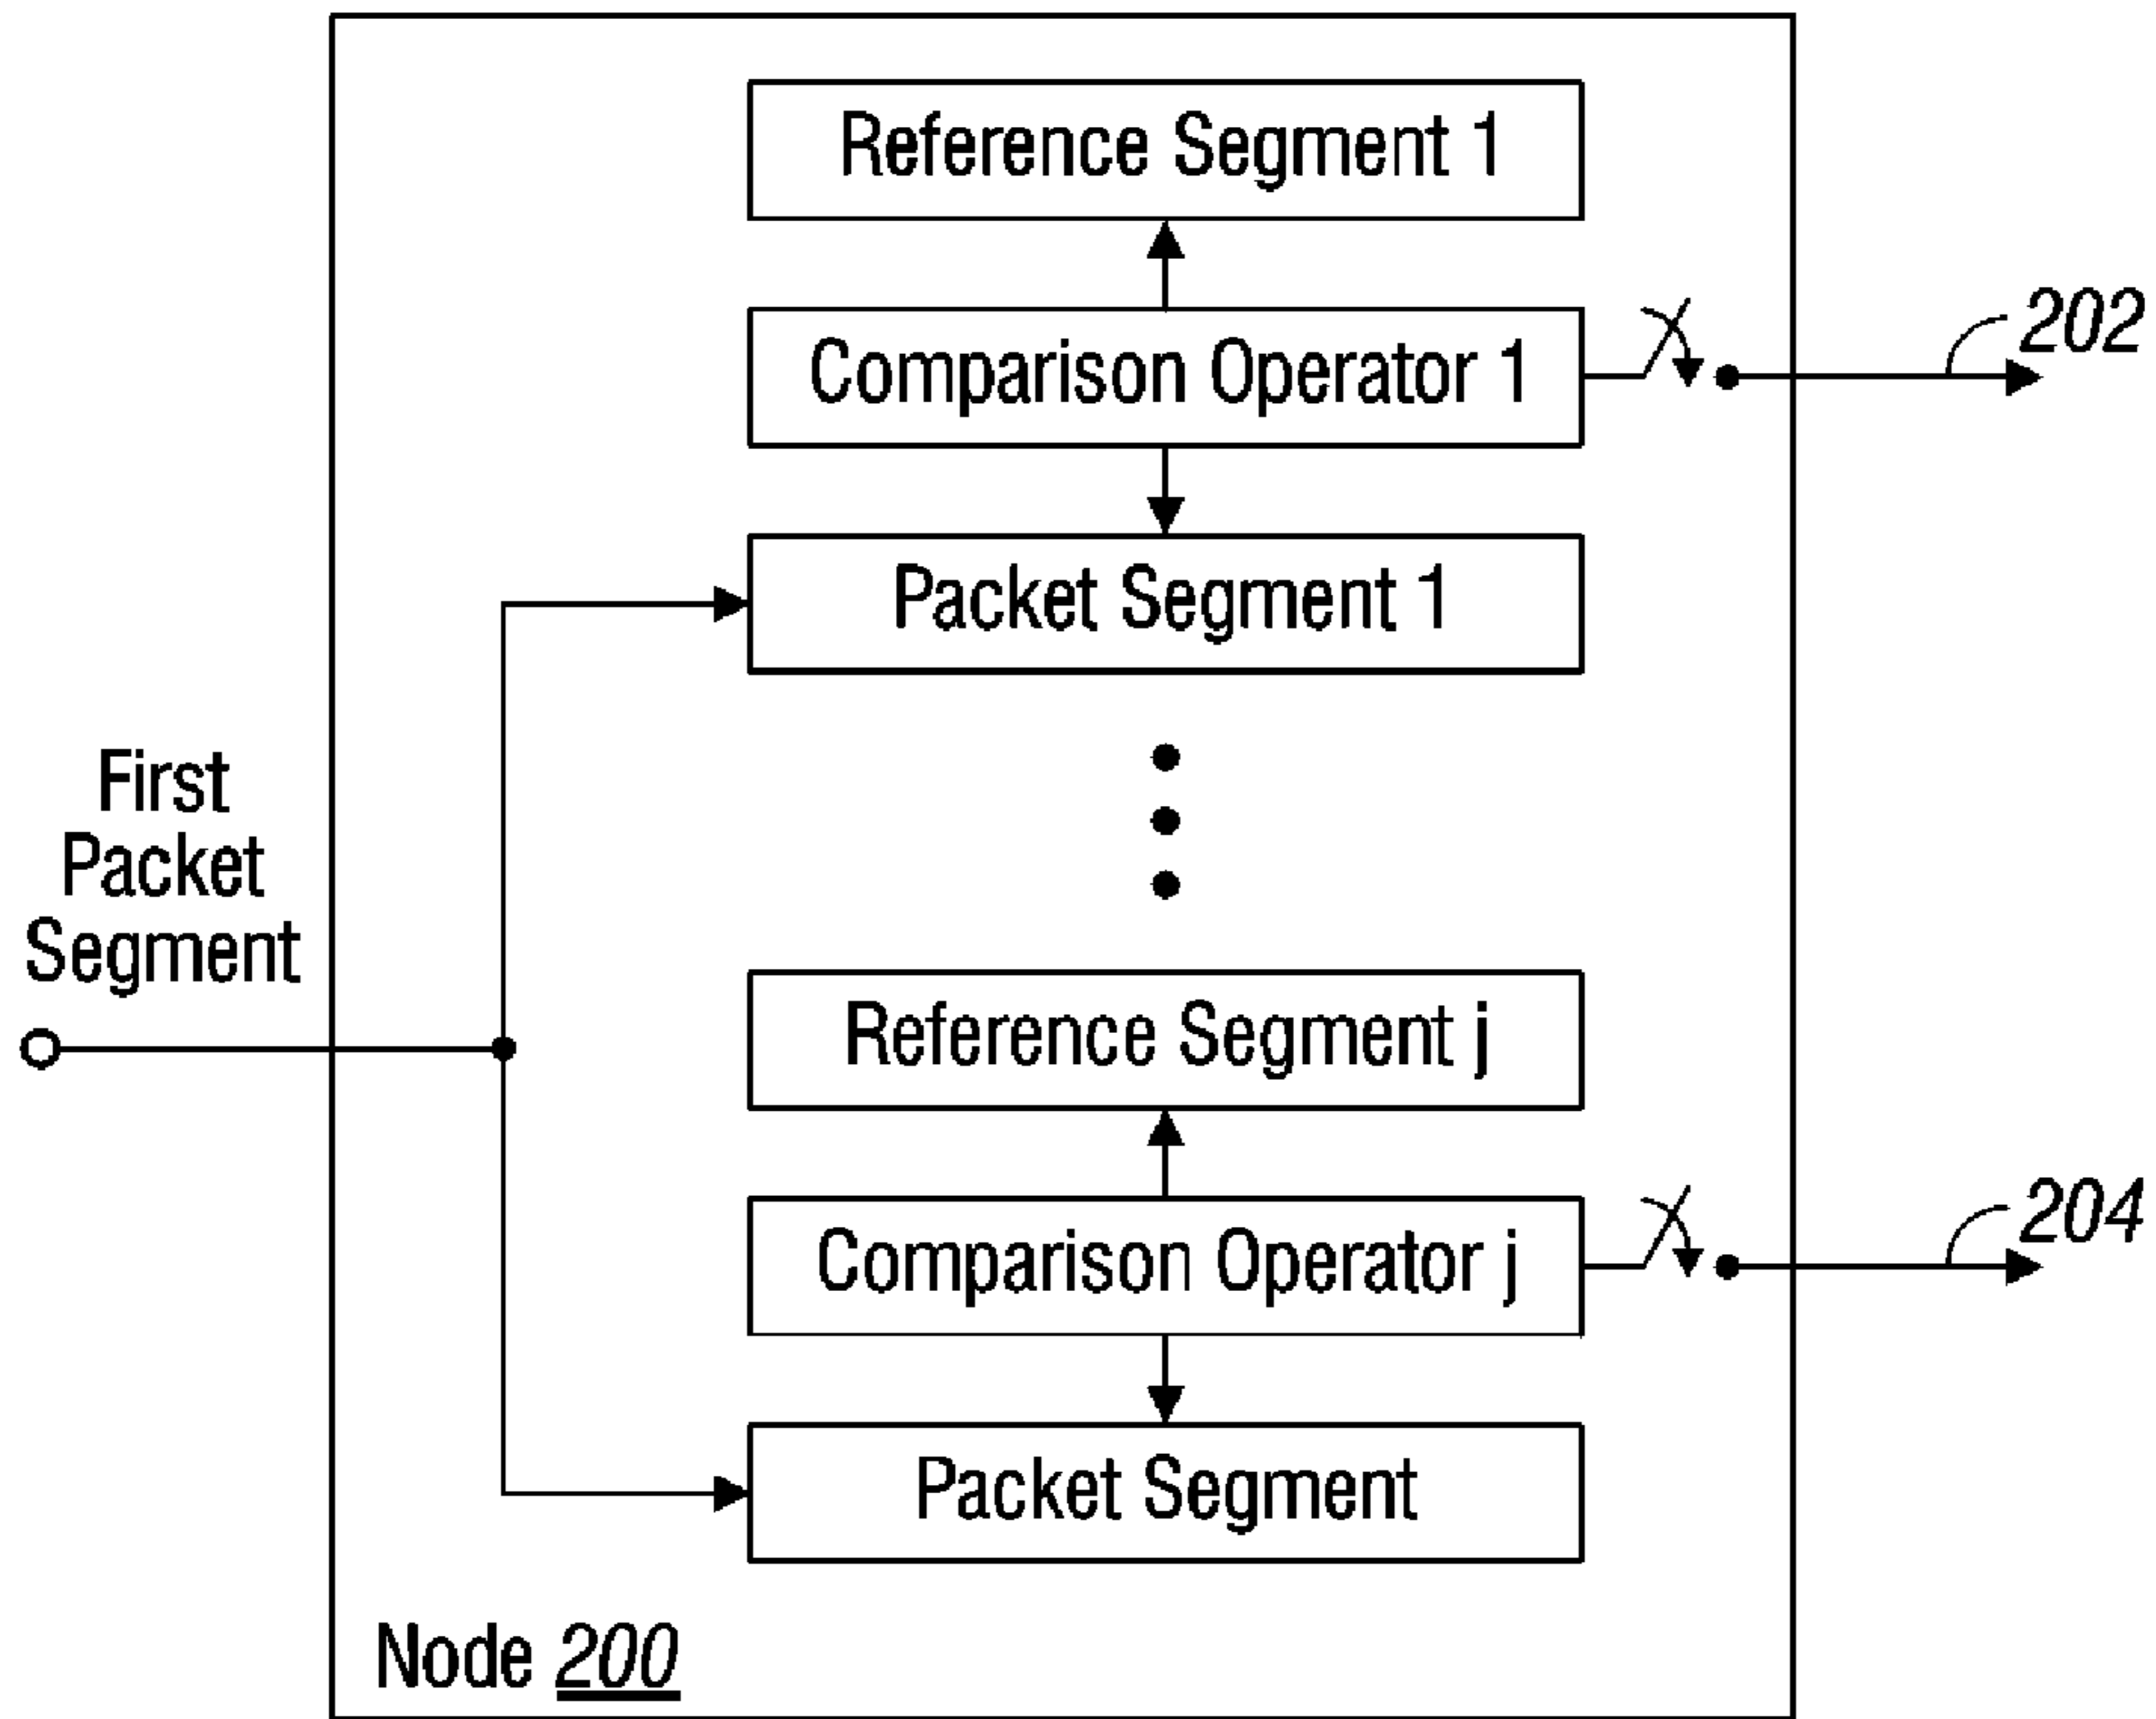 Reference Segment 1
Comparison Operator 1
202
Packet Segment 1
First
Packet
Segment
Reference Segment j
Comparison Operator j
204
Packet Segment
Node 200